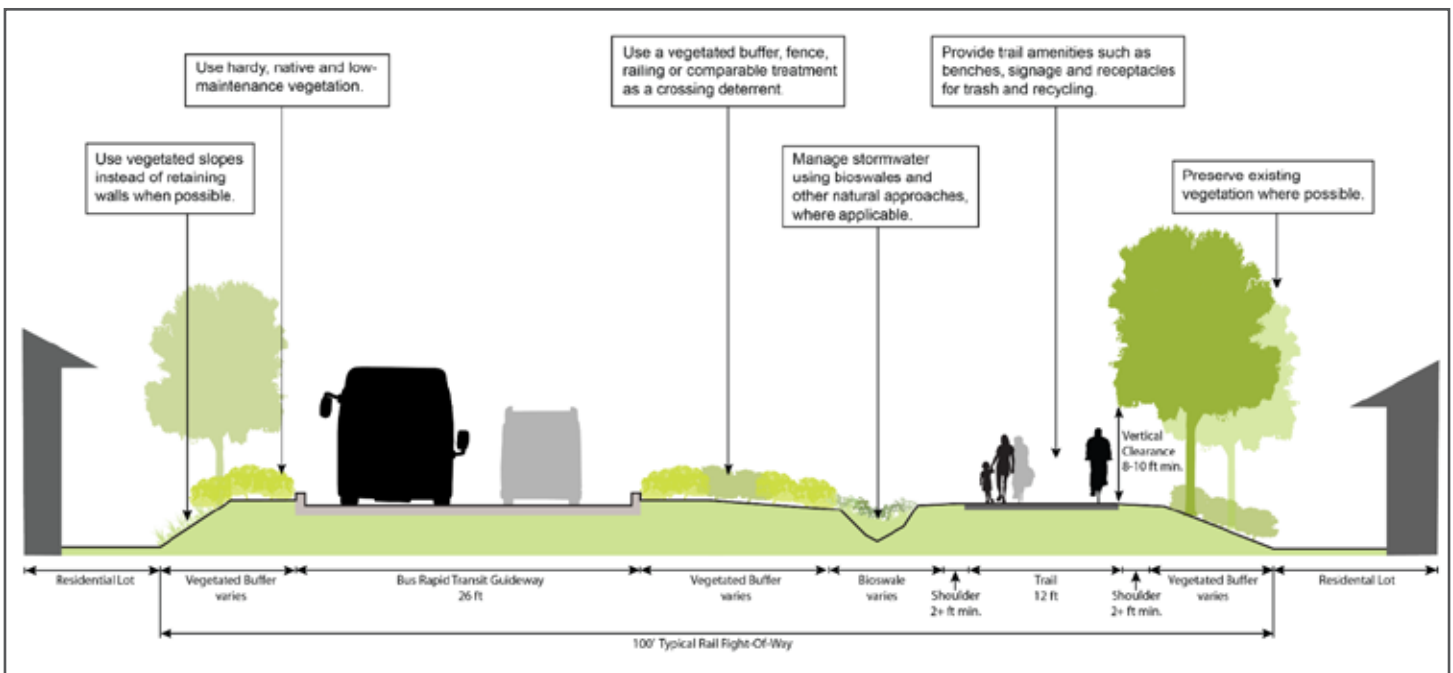 Use a vegetated buffer, fence,
railing or comparable treatment
as a crossing deterrent.
Provide trail amenities such as
benches, signage and receptacles
for trash and recycling.
Use hardy, native and low-
maintenance vegetation.
Use vegetated slopes
instead of retaining
walls when possible.
Manage stormwater
using bioswales and
other natural approaches,
where applicable.
Preserve existing
vegetation where possible.
Vertical
Clearance
8-10 ft min.
Residential Lot
Vegetated Buffer
varies
Bus Rapid Transit Guideway
26 ft
Vegetated Buffer
varies
Bioswale
varies
Shoulder
2+ ft min.
Trail
12 ft
Shoulder
2+ ft min.
Vegetated Buffer
varies
Residental Lot
100' Typical Rail Right-Of-Way